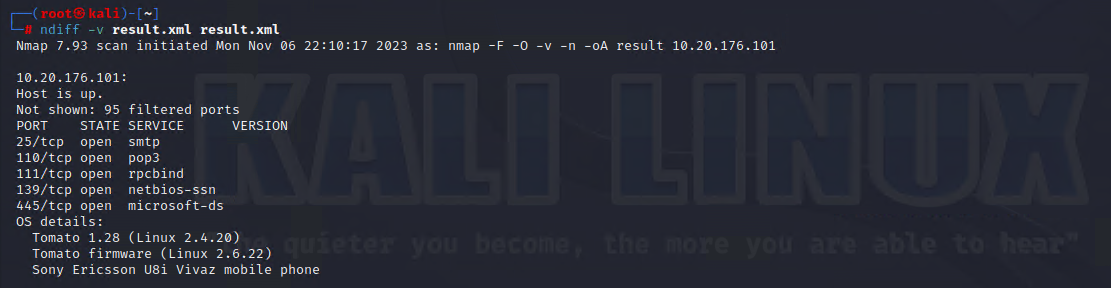 ┌──(root㉿kali)-[~]
└─# ndiff -v result.xml result.xml
Nmap 7.93 scan initiated Mon Nov 06 22:10:17 2023 as: nmap -F -O -v -n -oA result 10.20.176.101
10.20.176.101:
Host is up.
Not shown: 95 filtered ports
PORT    STATE SERVICE      VERSION
25/tcp  open  smtp
110/tcp open  pop3
111/tcp open  rpcbind
139/tcp open  netbios-ssn
445/tcp open  microsoft-ds
OS details:
Tomato 1.28 (Linux 2.4.20)
Tomato firmware (Linux 2.6.22)
Sony Ericsson U8i Vivaz mobile phone
KALI LINUX
quieter you become, the more you are able to hear"